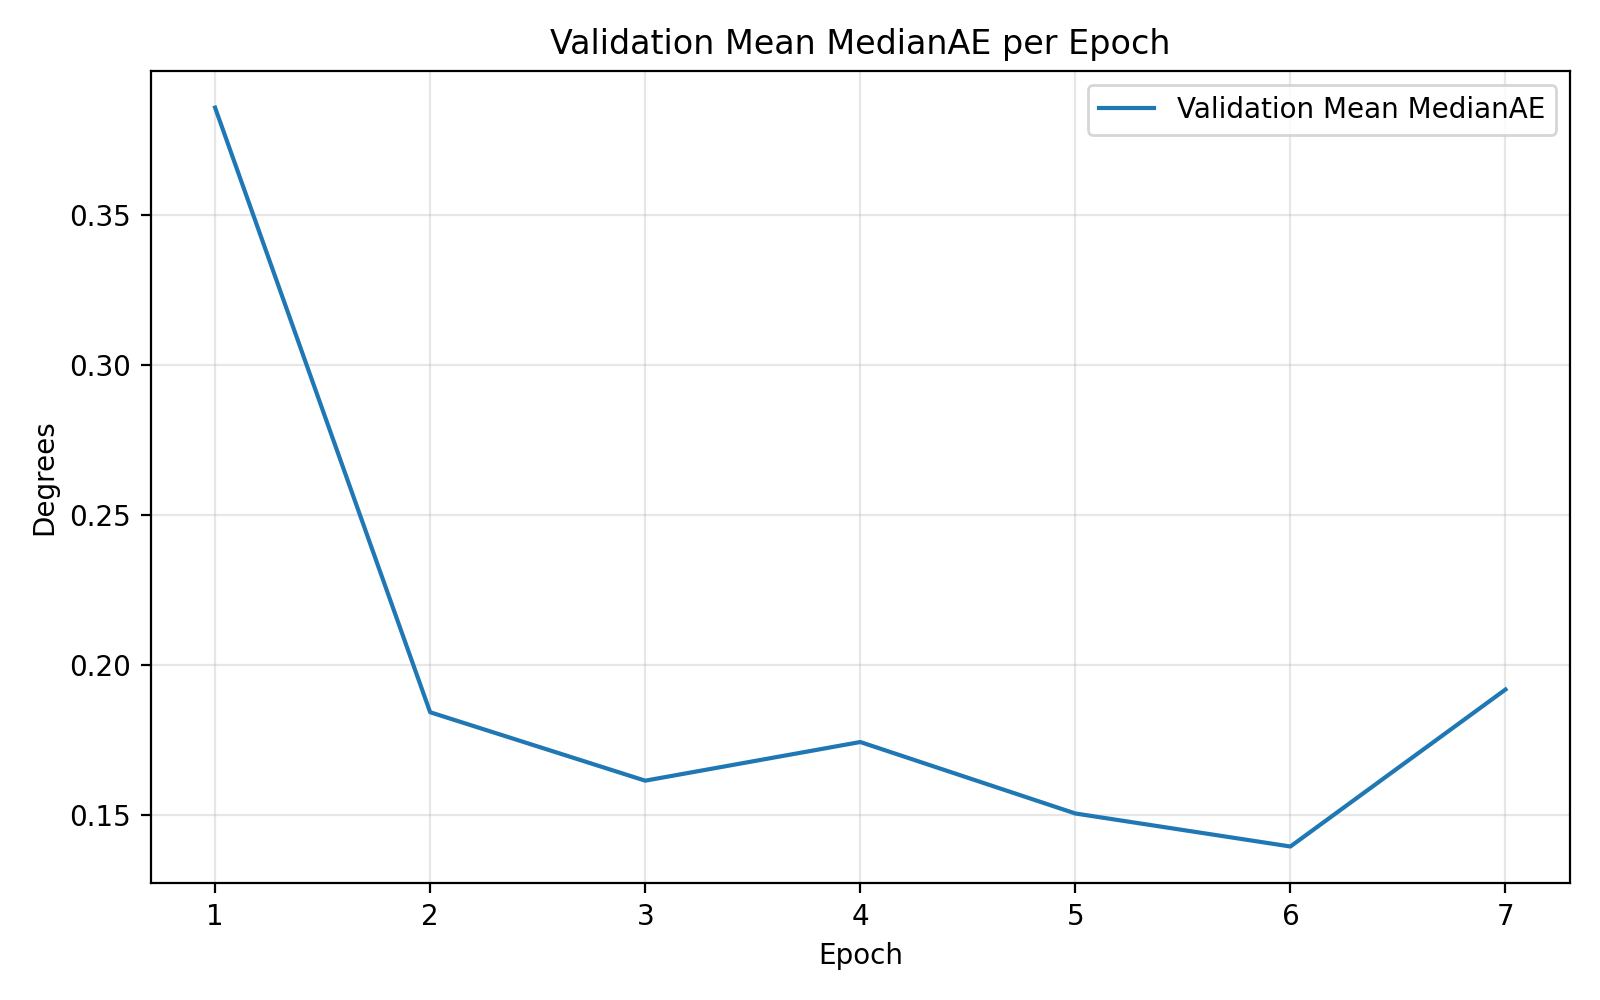 Validation Mean MedianAE per Epoch
Validation Mean MedianAE
0.35
0.30
0.25
0.20
0.15
Degrees
1 2 3 4 5 6 7
Epoch